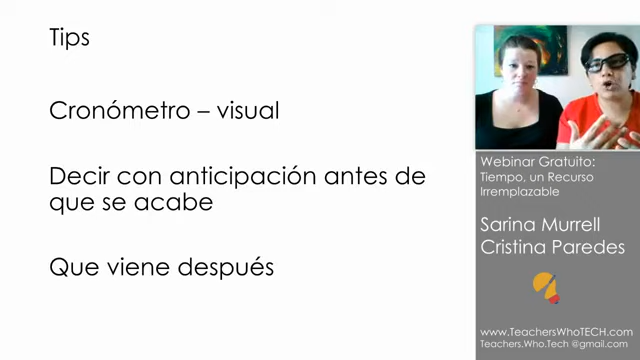 Tips
Cronómetro – visual
Decir con anticipación antes de
que se acabe
Que viene después
Webinar Gratuito:
Tiempo, un Recurso
Irremplazable
Sarina Murrell
Cristina Paredes
www.TeachersWhoTECH.com
Teachers.Who.Tech @gmail.com